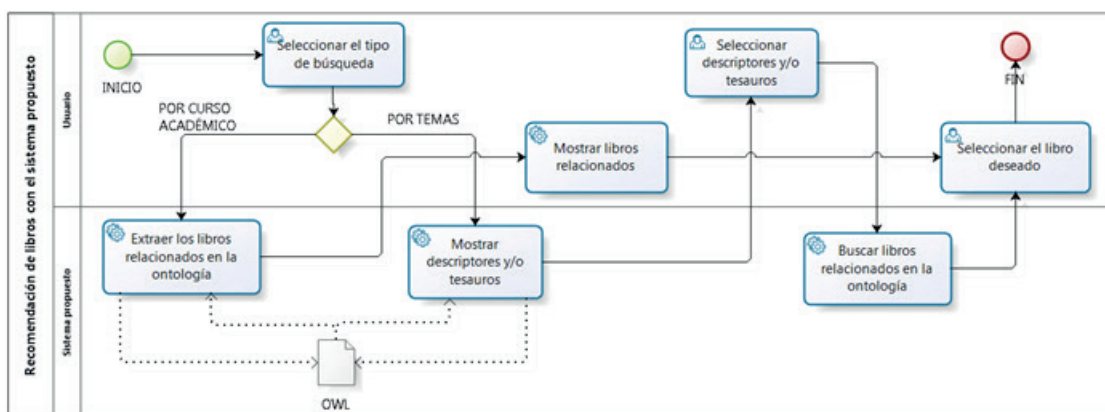 Recomendación de libros con el sistema propuesto
Usuario
INICIO
Seleccionar el tipo
de búsqueda
POR CURSO
ACADÉMICO
POR TEMAS
Mostrar libros
relacionados
Seleccionar
descriptores y/o
tesauros
FIN
Seleccionar el libro
deseado
Sistema propuesto
Extraer los libros
relacionados en la
ontología
Mostrar
descriptores y/o
tesauros
Buscar libros
relacionados en la
ontología
OWL